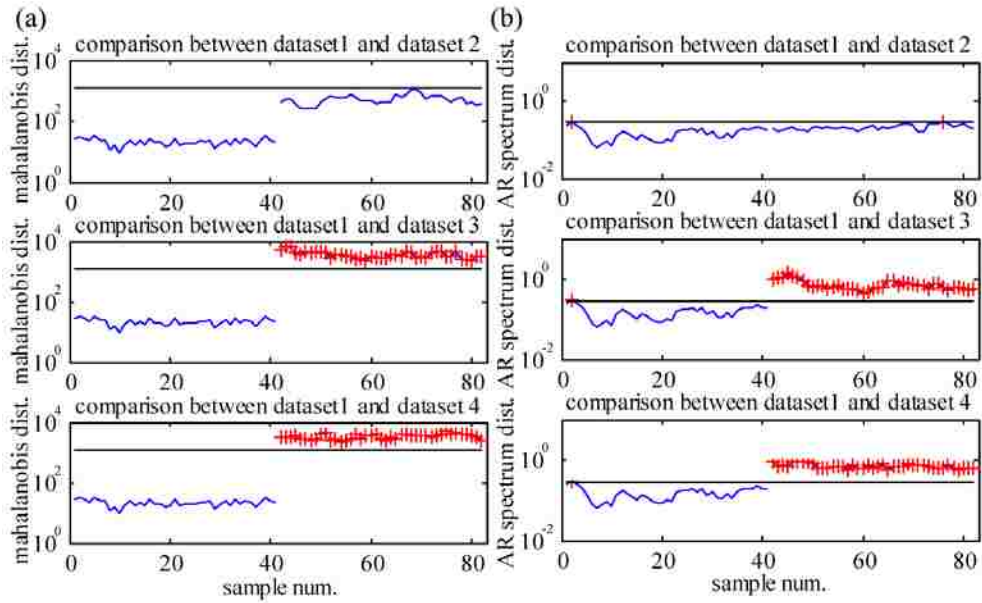 (a)
comparison between dataset1 and dataset 2
mahalanobis dist.
10^4
10^2
10^0
0 20 40 60 80
comparison between dataset1 and dataset 3
mahalanobis dist.
10^4
10^2
10^0
0 20 40 60 80
comparison between dataset1 and dataset 4
mahalanobis dist.
10^4
10^2
10^0
0 20 40 60 80
sample num.
(b)
comparison between dataset1 and dataset 2
AR spectrum dist.
10^0
10^-2
0 20 40 60 80
comparison between dataset1 and dataset 3
AR spectrum dist.
10^0
10^-2
0 20 40 60 80
comparison between dataset1 and dataset 4
AR spectrum dist.
10^0
10^-2
0 20 40 60 80
sample num.